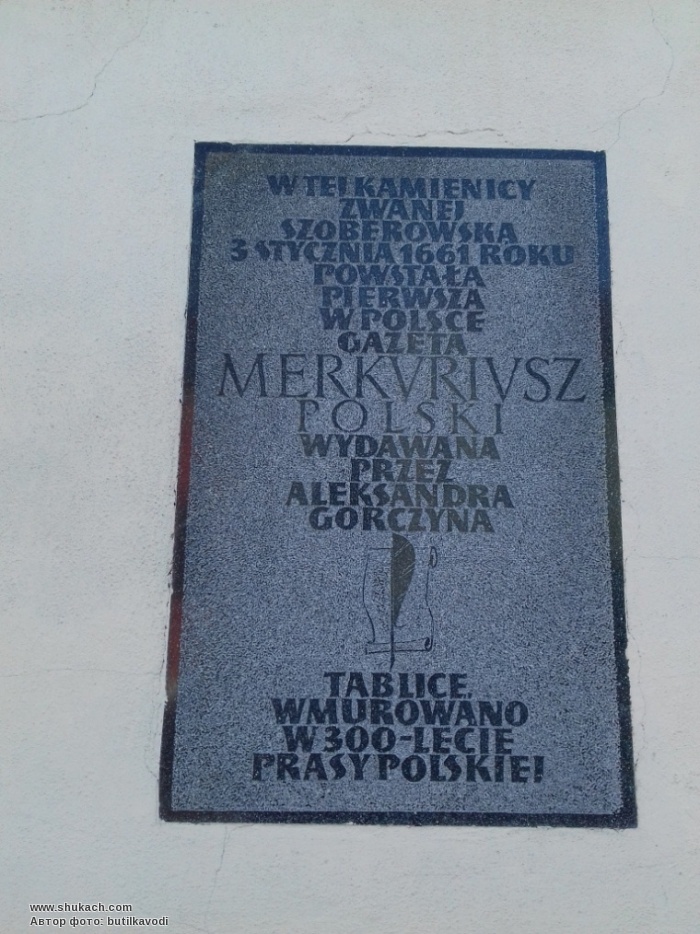 W TEJ KAMIENICY
ZWANEJ
SZOBEROWSKA
3 STYCZNIA 1661 ROKU
POWSTAŁA
PIERWSZA
W POLSCE
GAZETA
MERKVRIVSZ
POLSKI
WYDAWANA
PRZEZ
ALEKSANDRA
GORCZYNA
TABLICĘ
WMUROWANO
W 300-LECIE
PRASY POLSKIEJ
www.shukach.com
Автор фото: butilkavodi